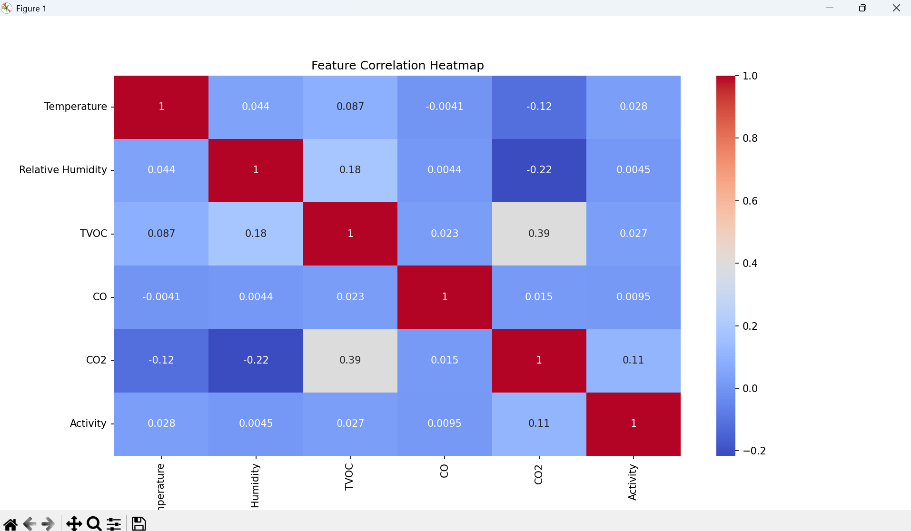 Figure 1
Feature Correlation Heatmap
Temperature 1 0.044 0.087 -0.0041 -0.12 0.028
Relative Humidity 0.044 1 0.18 0.0044 -0.22 0.0045
TVOC 0.087 0.18 1 0.023 0.39 0.027
CO -0.0041 0.0044 0.023 1 0.015 0.0095
CO2 -0.12 -0.22 0.39 0.015 1 0.11
Activity 0.028 0.0045 0.027 0.0095 0.11 1
perature Humidity TVOC CO CO2 Activity
1.0
0.8
0.6
0.4
0.2
0.0
−0.2